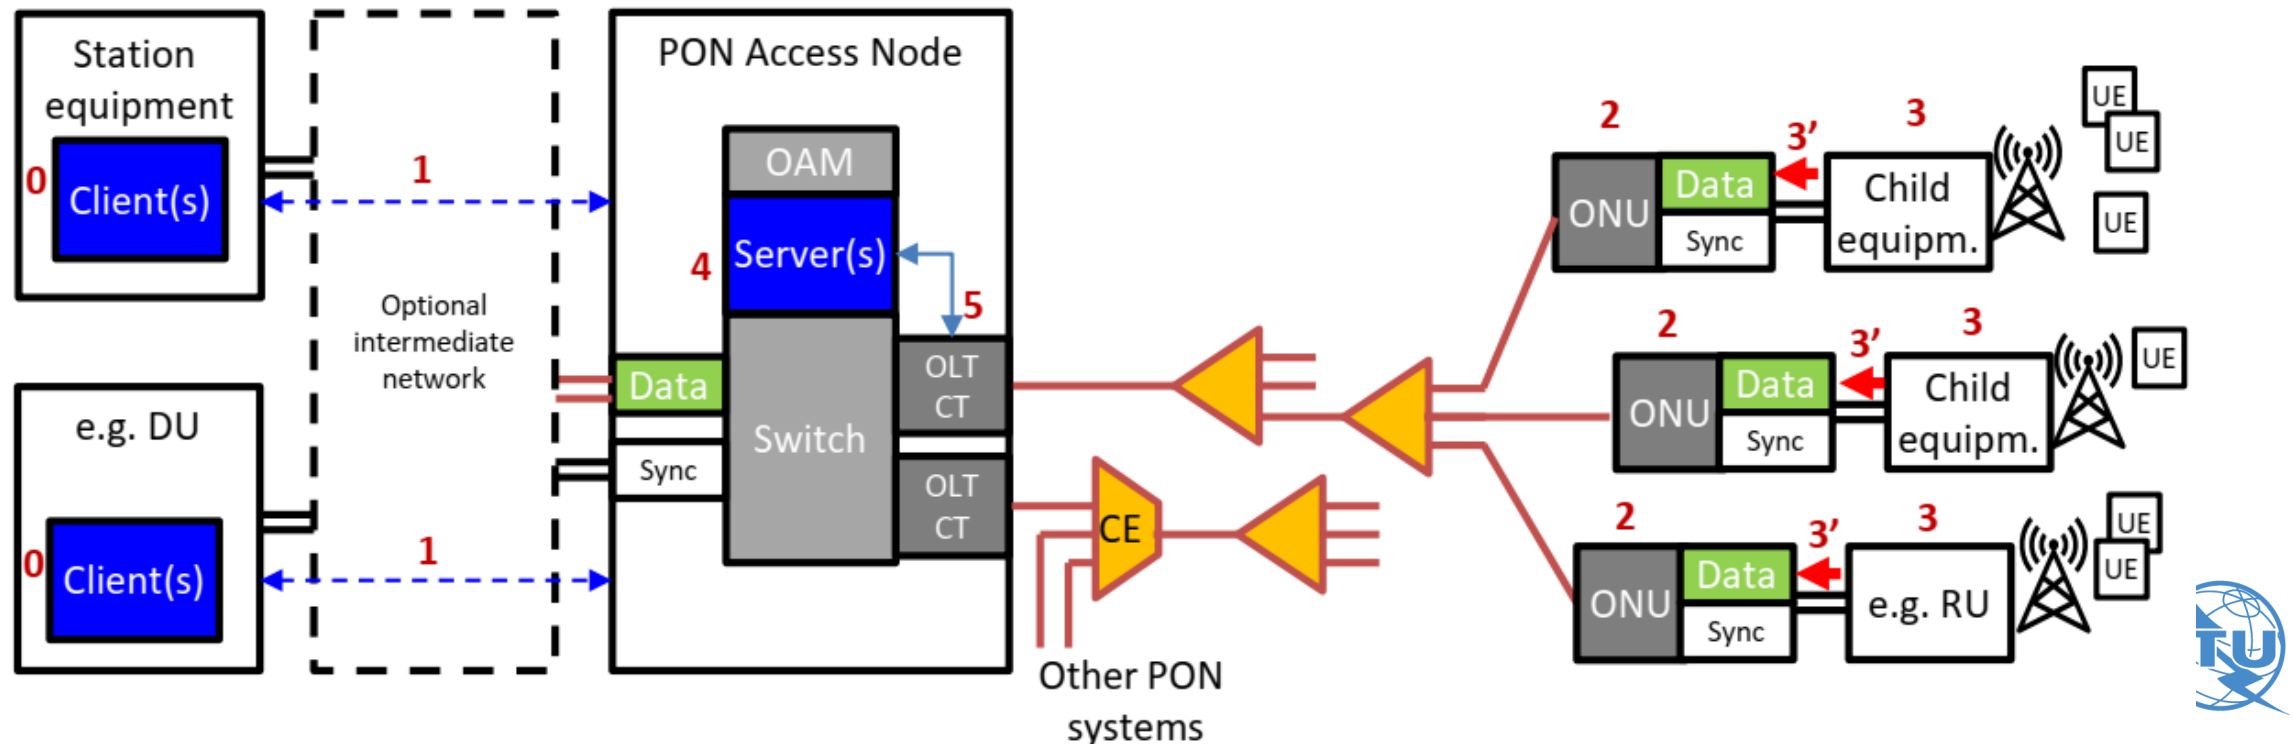 Station
equipment
0
Client(s)
1
e.g. DU
0
Client(s)
1
Optional
intermediate
network
PON Access Node
OAM
Server(s)
4
5
Switch
Data
Sync
OLT
CT
OLT
CT
CE
Other PON
systems
2
3’
3
ONU
Data
Sync
Child
equipm.
UE
UE
UE
2
3’
3
ONU
Data
Sync
Child
equipm.
UE
2
3’
3
ONU
Data
Sync
e.g. RU
UE
UE
TU